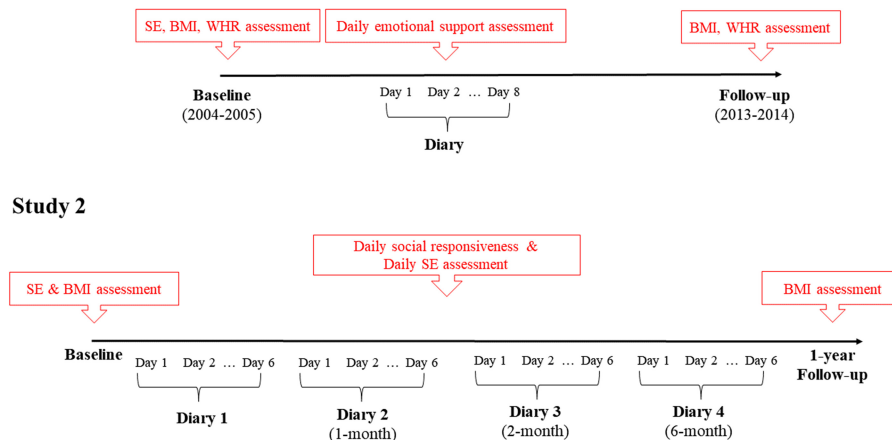 SE, BMI, WHR assessment
Daily emotional support assessment
BMI, WHR assessment
Baseline
(2004-2005)
Day 1 Day 2 … Day 8
Diary
Follow-up
(2013-2014)
Study 2
Daily social responsiveness &
Daily SE assessment
SE & BMI assessment
BMI assessment
Baseline
Day 1 Day 2 … Day 6
Diary 1
Day 1 Day 2 … Day 6
Diary 2
(1-month)
Day 1 Day 2 … Day 6
Diary 3
(2-month)
Day 1 Day 2 … Day 6
Diary 4
(6-month)
1-year
Follow-up